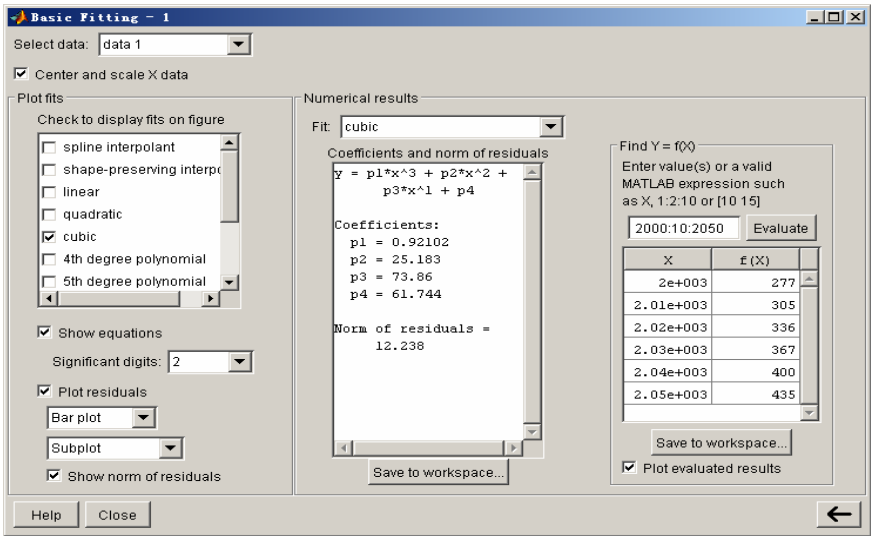 Basic Fitting - 1
Select data: data 1
Center and scale X data
Plot fits
Check to display fits on figure
spline interpolant
shape-preserving interpo
linear
quadratic
cubic
4th degree polynomial
5th degree polynomial
Show equations
Significant digits: 2
Plot residuals
Bar plot
Subplot
Show norm of residuals
Numerical results
Fit: cubic
Coefficients and norm of residuals
y = p1*x^3 + p2*x^2 +
p3*x^1 + p4
Coefficients:
p1 = 0.92102
p2 = 25.183
p3 = 73.86
p4 = 61.744
Norm of residuals =
12.238
Save to workspace...
Find Y = f(X)
Enter value(s) or a valid
MATLAB expression such
as X, 1:2:10 or [10 15]
2000:10:2050 Evaluate
X f(X)
2e+003 277
2.01e+003 305
2.02e+003 336
2.03e+003 367
2.04e+003 400
2.05e+003 435
Save to workspace...
Plot evaluated results
Help Close